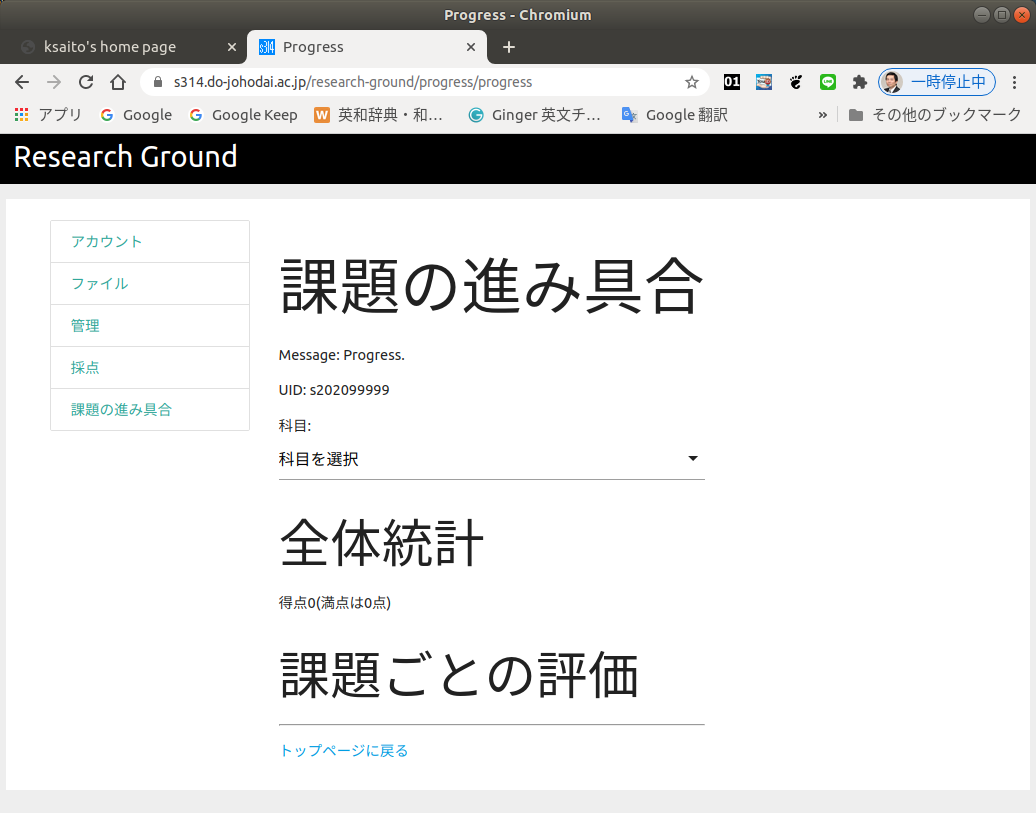 Progress - Chromium
ksaito's home page
Progress
s314.do-johodai.ac.jp/research-ground/progress/progress
01
一時停止中
アプリ
Google
Google Keep
英和辞典・和…
Ginger 英文チ…
Google 翻訳
»
その他のブックマーク
Research Ground
アカウント
ファイル
管理
採点
課題の進み具合
課題の進み具合
Message: Progress.
UID: s202099999
科目:
科目を選択
全体統計
得点0(満点は0点)
課題ごとの評価
トップページに戻る